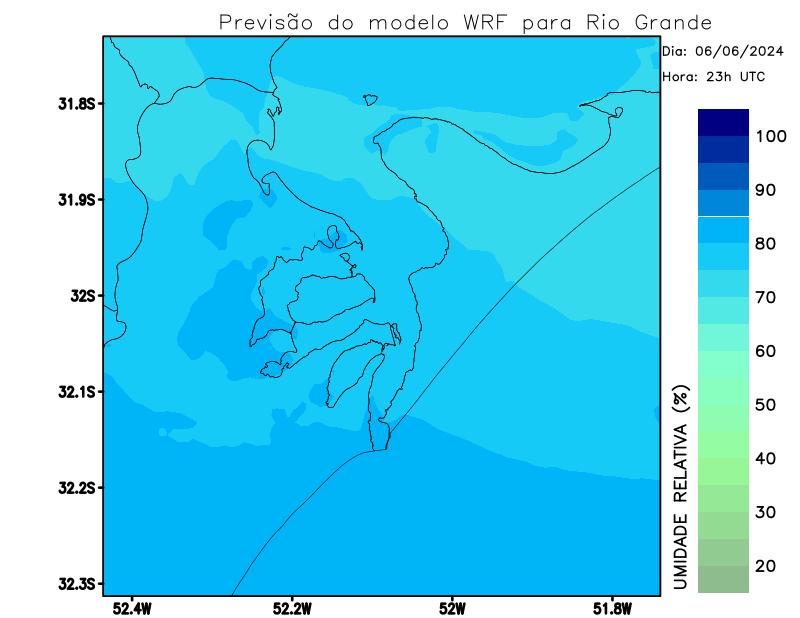 Previsão do modelo WRF para Rio Grande
Dia: 06/06/2024
Hora: 23h UTC
31.8S
31.9S
32S
32.1S
32.2S
32.3S
52.4W
52.2W
52W
51.8W
100
90
80
70
60
50
40
30
20
UMIDADE RELATIVA (%)